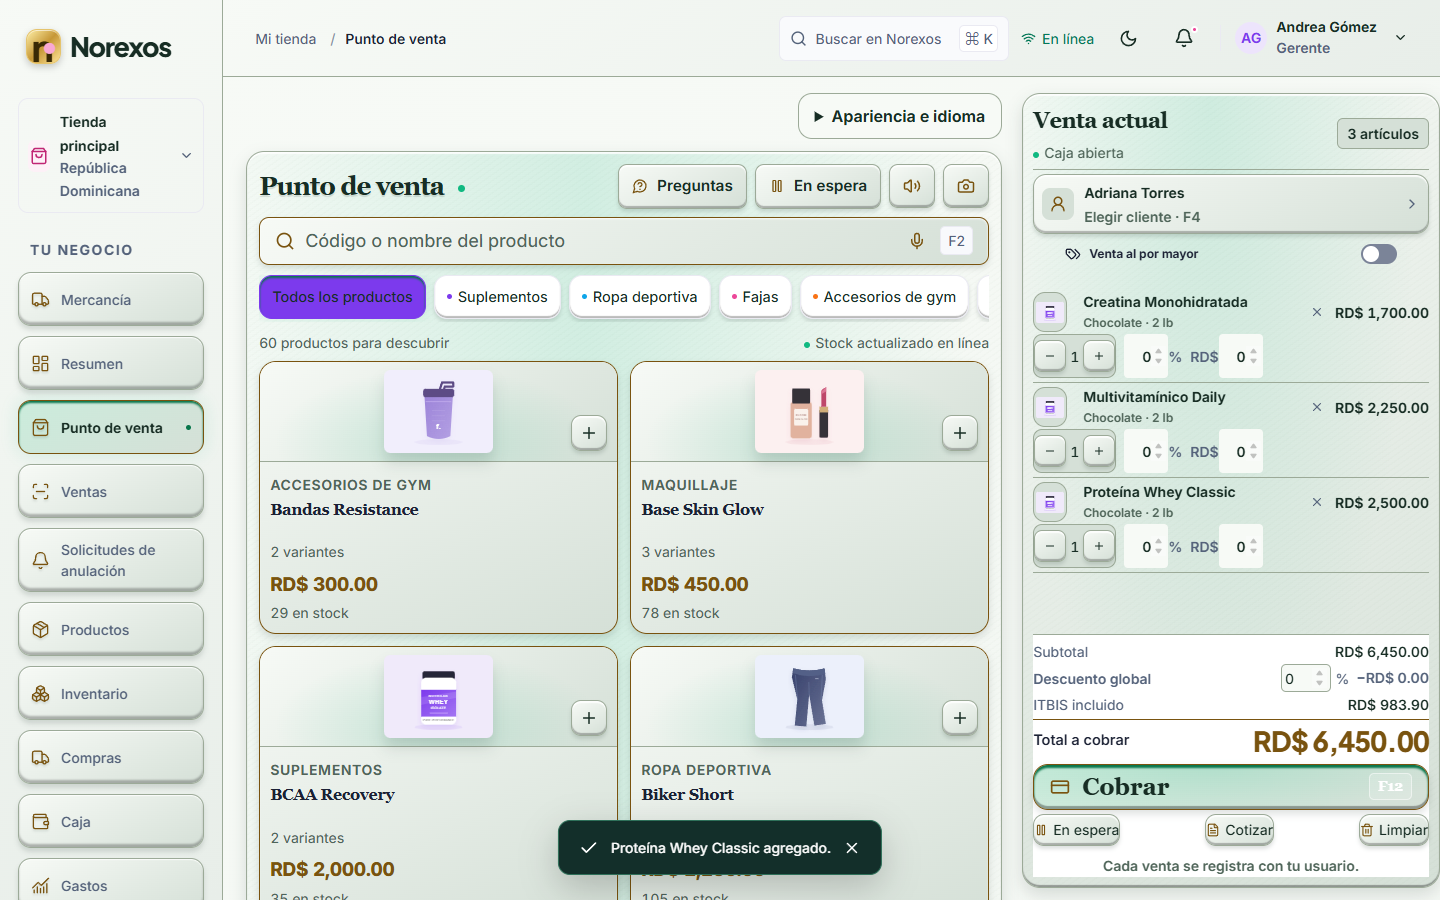 Norexos
Mi tienda / Punto de venta
Buscar en Norexos ⌘ K
En línea
AG
Andrea Gómez
Gerente
Tienda
principal
República
Dominicana
TU NEGOCIO
Mercancía
Resumen
Punto de venta
Ventas
Solicitudes de
anulación
Productos
Inventario
Compras
Caja
Gastos
Apariencia e idioma
Punto de venta
Preguntas
En espera
Código o nombre del producto F2
Todos los productos
Suplementos
Ropa deportiva
Fajas
Accesorios de gym
60 productos para descubrir
Stock actualizado en línea
ACCESORIOS DE GYM
Bandas Resistance
2 variantes
RD$ 300.00
29 en stock
MAQUILLAJE
Base Skin Glow
3 variantes
RD$ 450.00
78 en stock
WHEY
SUPLEMENTOS
BCAA Recovery
2 variantes
RD$ 2,000.00
35 en stock
ROPA DEPORTIVA
Biker Short
105 en stock
Proteína Whey Classic agregado.
Venta actual
Caja abierta
3 artículos
Adriana Torres
Elegir cliente · F4
Venta al por mayor
Creatina Monohidratada
Chocolate · 2 lb
× RD$ 1,700.00
− 1 + 0 % RD$ 0
Multivitamínico Daily
Chocolate · 2 lb
× RD$ 2,250.00
− 1 + 0 % RD$ 0
Proteína Whey Classic
Chocolate · 2 lb
× RD$ 2,500.00
− 1 + 0 % RD$ 0
Subtotal RD$ 6,450.00
Descuento global 0 % −RD$ 0.00
ITBIS incluido RD$ 983.90
Total a cobrar RD$ 6,450.00
Cobrar F12
En espera
Cotizar
Limpiar
Cada venta se registra con tu usuario.